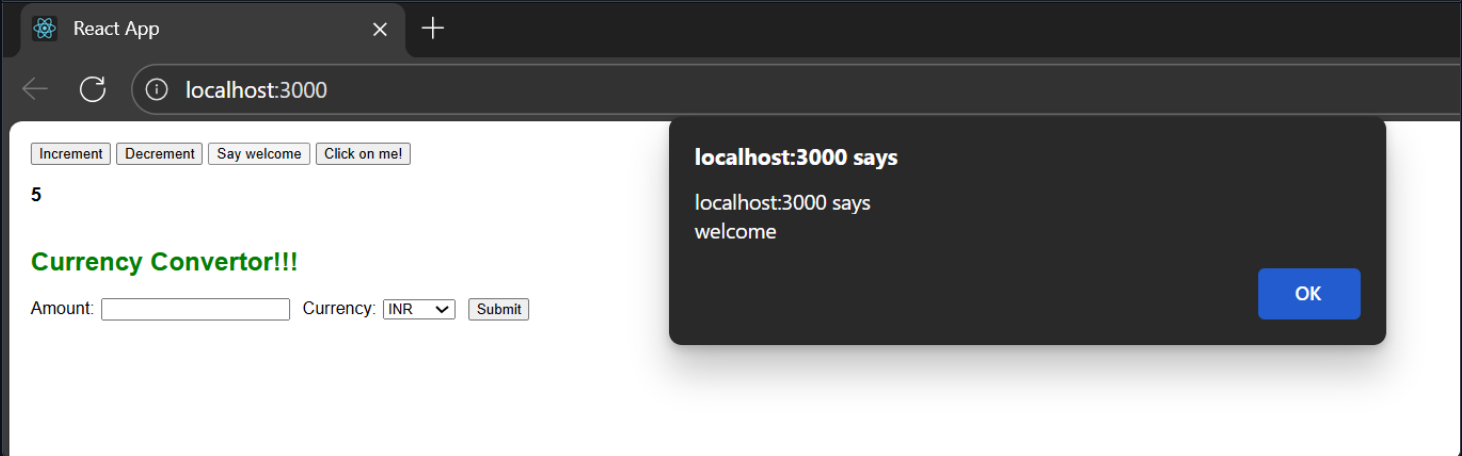 React App
localhost:3000
Increment Decrement Say welcome Click on me!
5
localhost:3000 says
localhost:3000 says
welcome
OK
Currency Convertor!!!
Amount: Currency: INR Submit